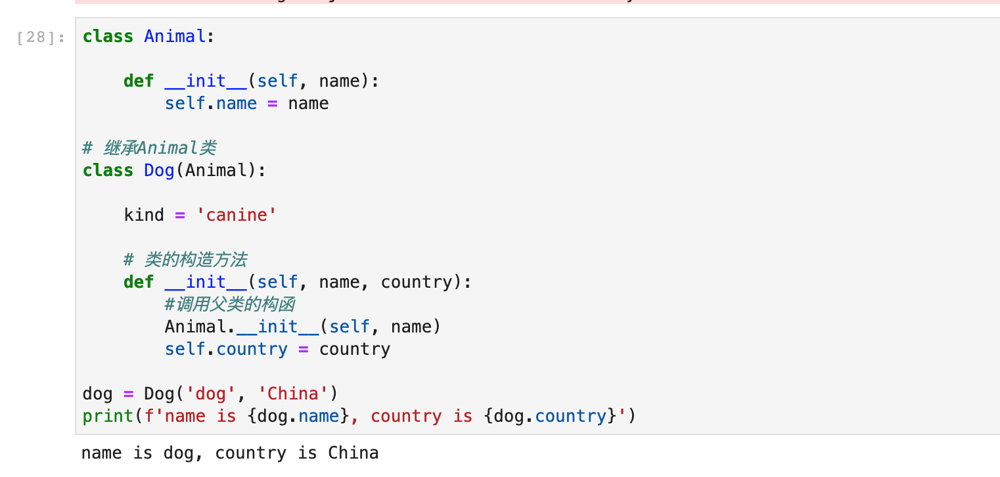 [28]:
class Animal:
    def __init__(self, name):
        self.name = name
# 继承Animal类
class Dog(Animal):
    kind = 'canine'
    # 类的构造方法
    def __init__(self, name, country):
        #调用父类的构函
        Animal.__init__(self, name)
        self.country = country
dog = Dog('dog', 'China')
print(f'name is {dog.name}, country is {dog.country}')
name is dog, country is China